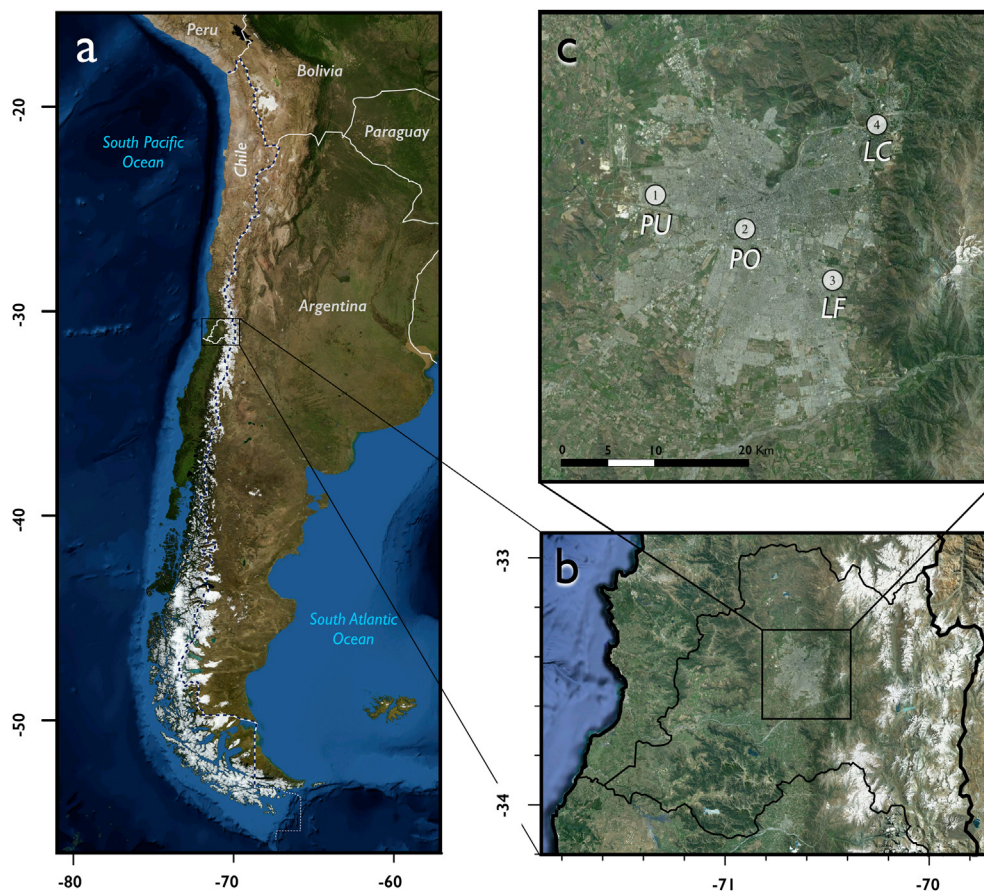 a
Peru
Bolivia
Paraguay
South Pacific
Ocean
Chile
Argentina
South Atlantic
Ocean
-20
-30
-40
-50
-80
-70
-60
c
1
PU
2
PO
3
LF
4
LC
0 5 10 20 Km
b
-33
-34
-71
-70